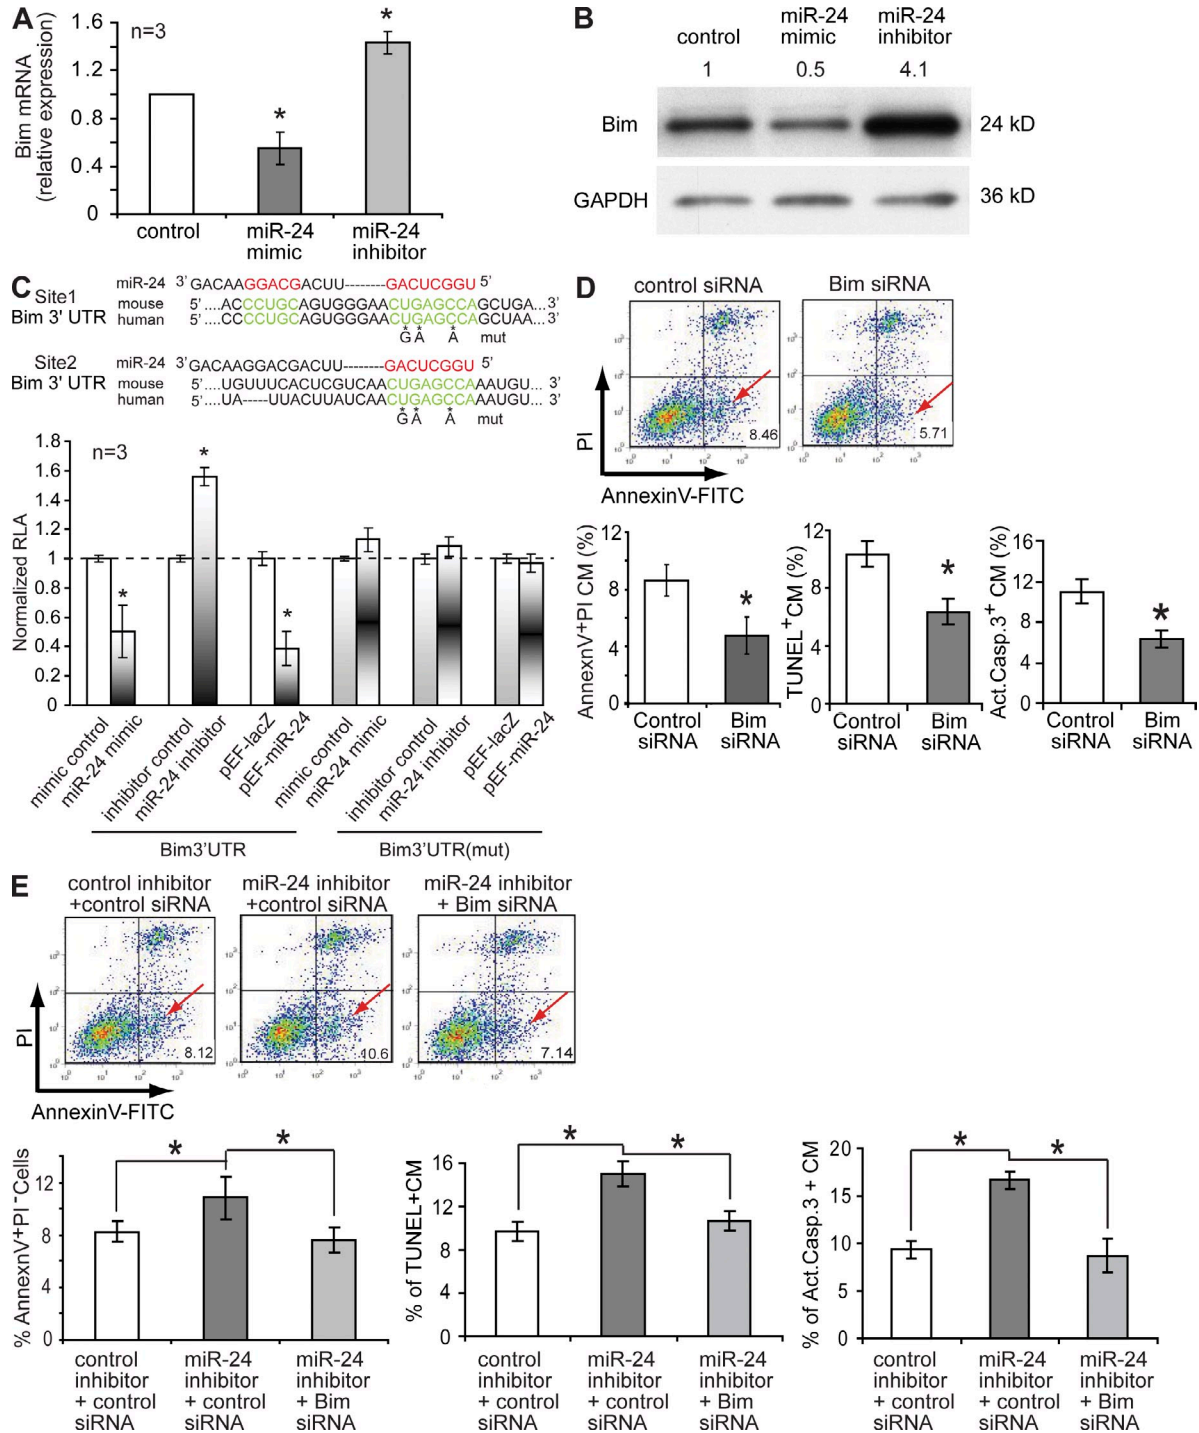 A
n=3
Bim mRNA
(relative expression)
1.6
1.2
0.8
0.4
0
*
*
control
miR-24
mimic
miR-24
inhibitor
B
control
miR-24
mimic
miR-24
inhibitor
1 0.5 4.1
Bim
24 kD
GAPDH
36 kD
C
Site1
Bim 3' UTR
miR-24 3' GACAAGGACGACUU--------GACUCGGU 5'
mouse 5' ....ACCCUGCAGUGGGAACUGAGCCAGCUGA... 3'
human 5' ....CCCCUGCAGUGGGAACUGAGCCAGCUAA... 3'
* * *
G A A mut
Site2
Bim 3' UTR
miR-24 3' GACAAGGACGACUU--------GACUCGGU 5'
mouse ....UGUUUCACUCGUCAACUGAGCCAAAUGU... 3'
human 5'....UA-----UUACUUAUCAACUGAGCCAAAUGU... 3'
* * *
G A A mut
n=3
Normalized RLA
1.8
1.6
1.4
1.2
1
0.8
0.6
0.4
0.2
0
*
*
*
mimic control
miR-24 mimic
inhibitor control
miR-24 inhibitor
pEF-lacZ
pEF-miR-24
mimic control
miR-24 mimic
inhibitor control
miR-24 inhibitor
pEF-lacZ
pEF-miR-24
Bim3'UTR
Bim3'UTR(mut)
D
control siRNA
Bim siRNA
8.46
5.71
PI
AnnexinV-FITC
AnnexnV+PI CM (%)
12
8
4
0
*
Control
siRNA
Bim
siRNA
TUNEL+CM (%)
12
8
4
0
*
Control
siRNA
Bim
siRNA
Act.Casp.3+ CM (%)
16
12
8
4
0
*
Control
siRNA
Bim
siRNA
E
control inhibitor
+control siRNA
miR-24 inhibitor
+control siRNA
miR-24 inhibitor
+ Bim siRNA
8.12
10.6
7.14
PI
AnnexinV-FITC
% AnnexnV+PI-Cells
12
8
4
0
*
*
control
inhibitor
+ control
siRNA
miR-24
inhibitor
+ control
siRNA
miR-24
inhibitor
+ Bim
siRNA
% of TUNEL+CM
16
12
8
4
0
*
*
control
inhibitor
+ control
siRNA
miR-24
inhibitor
+ control
siRNA
miR-24
inhibitor
+ Bim
siRNA
% of Act.Casp.3 + CM
20
15
10
5
0
*
*
control
inhibitor
+ control
siRNA
miR-24
inhibitor
+ control
siRNA
miR-24
inhibitor
+ Bim
siRNA